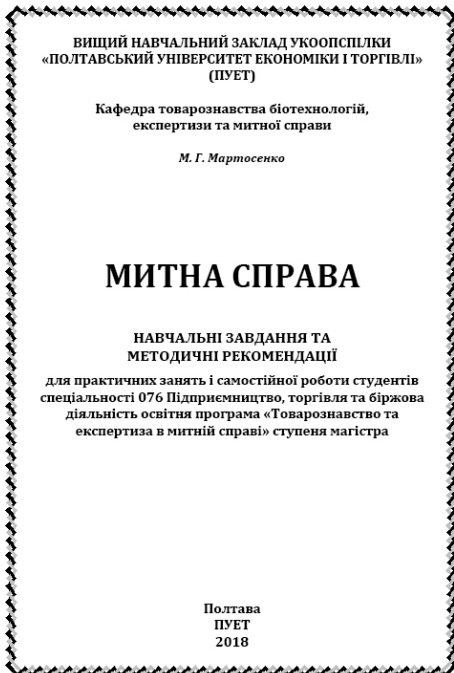 ВИЩИЙ НАВЧАЛЬНИЙ ЗАКЛАД УКООПСПІЛКИ
«ПОЛТАВСЬКИЙ УНІВЕРСИТЕТ ЕКОНОМІКИ І ТОРГІВЛІ»
(ПУЕТ)
Кафедра товарознавства біотехнологій,
експертизи та митної справи
М. Г. Мартосенко
МИТНА СПРАВА
НАВЧАЛЬНІ ЗАВДАННЯ ТА
МЕТОДИЧНІ РЕКОМЕНДАЦІЇ
для практичних занять і самостійної роботи студентів
спеціальності 076 Підприємництво, торгівля та біржова
діяльність освітня програма «Товарознавство та
експертиза в митній справі» ступеня магістра
Полтава
ПУЕТ
2018